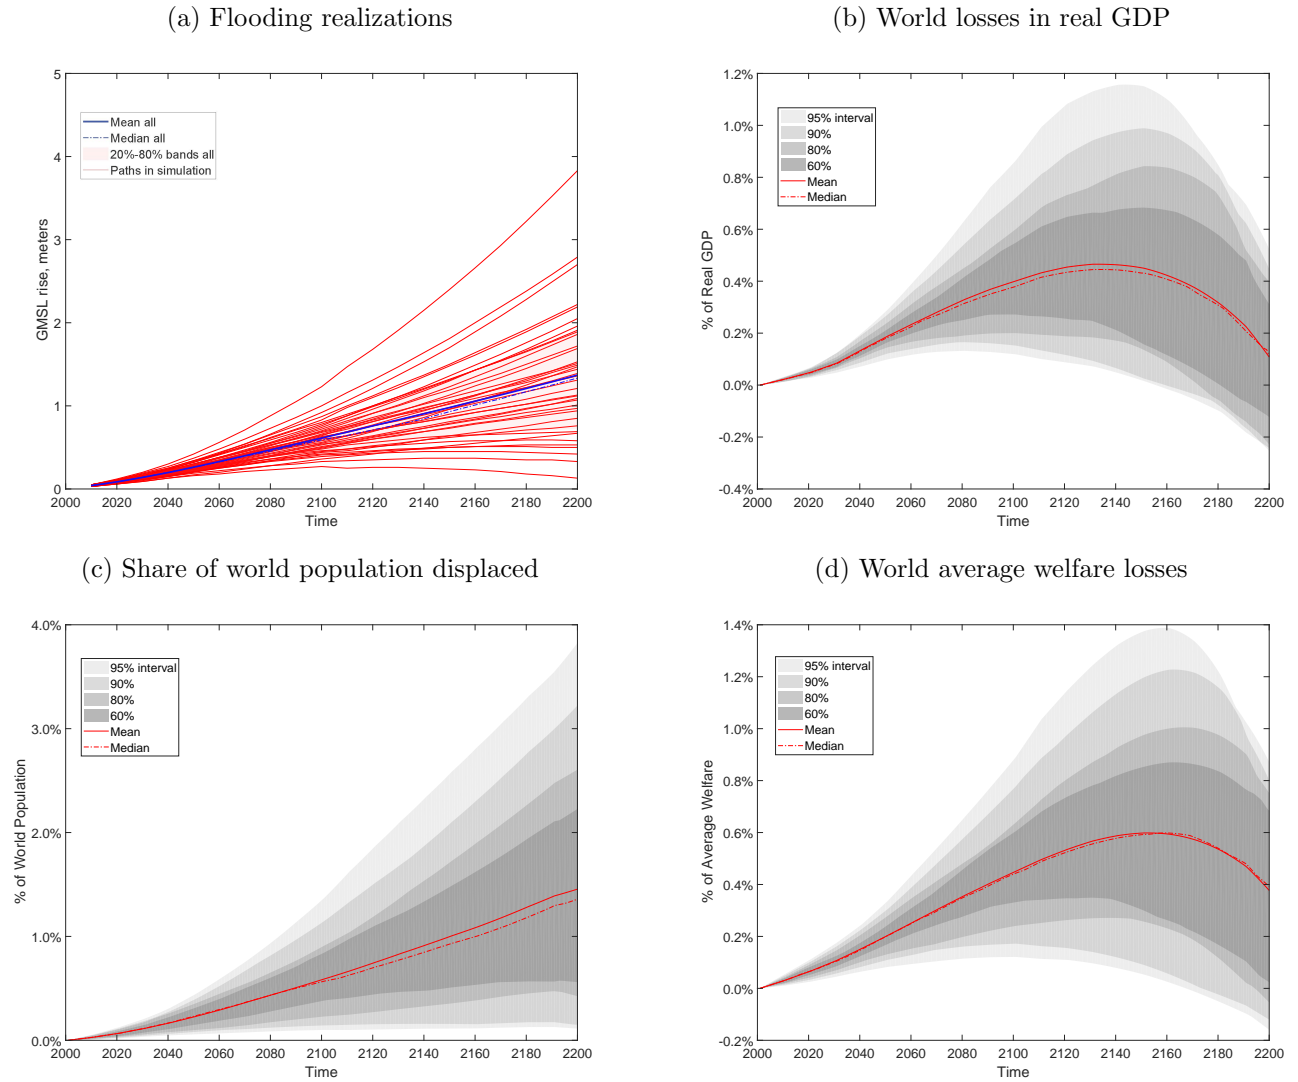 (a) Flooding realizations
5
4
3
2
1
0
GMSL rise, meters
Mean all
Median all
20%-80% bands all
Paths in simulation
2000 2020 2040 2060 2080 2100 2120 2140 2160 2180 2200
Time
(b) World losses in real GDP
1.2%
1.0%
0.8%
0.6%
0.4%
0.2%
0.0%
-0.2%
-0.4%
% of Real GDP
95% interval
90%
80%
60%
Mean
Median
2000 2020 2040 2060 2080 2100 2120 2140 2160 2180 2200
Time
(c) Share of world population displaced
4.0%
3.0%
2.0%
1.0%
0.0%
% of World Population
95% interval
90%
80%
60%
Mean
Median
2000 2020 2040 2060 2080 2100 2120 2140 2160 2180 2200
Time
(d) World average welfare losses
1.4%
1.2%
1.0%
0.8%
0.6%
0.4%
0.2%
0.0%
-0.2%
% of Average Welfare
95% interval
90%
80%
60%
Mean
Median
2000 2020 2040 2060 2080 2100 2120 2140 2160 2180 2200
Time